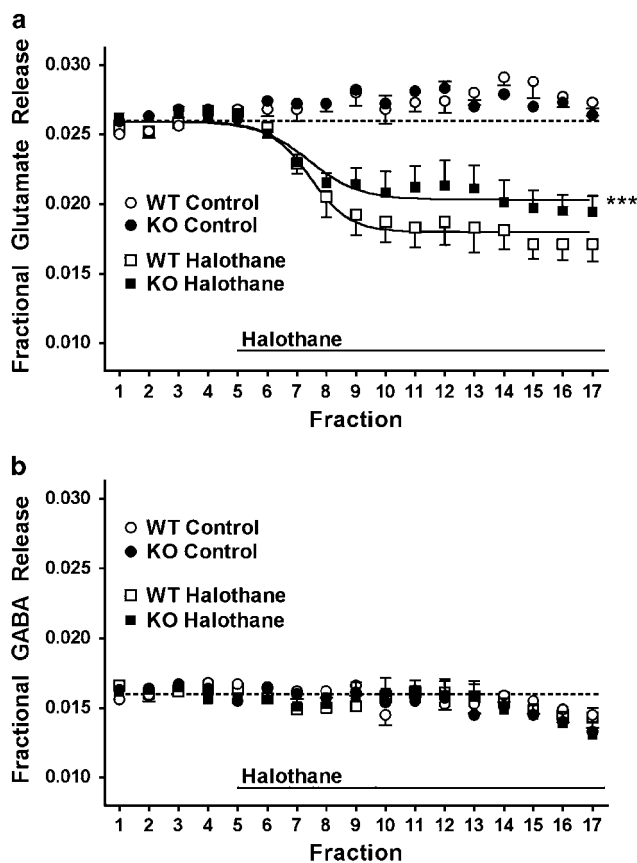 a
Fractional Glutamate Release
0.030
0.025
0.020
0.015
0.010
WT Control
KO Control
WT Halothane
KO Halothane
***
Halothane
1 2 3 4 5 6 7 8 9 10 11 12 13 14 15 16 17
Fraction
b
Fractional GABA Release
0.030
0.025
0.020
0.015
0.010
WT Control
KO Control
WT Halothane
KO Halothane
Halothane
1 2 3 4 5 6 7 8 9 10 11 12 13 14 15 16 17
Fraction